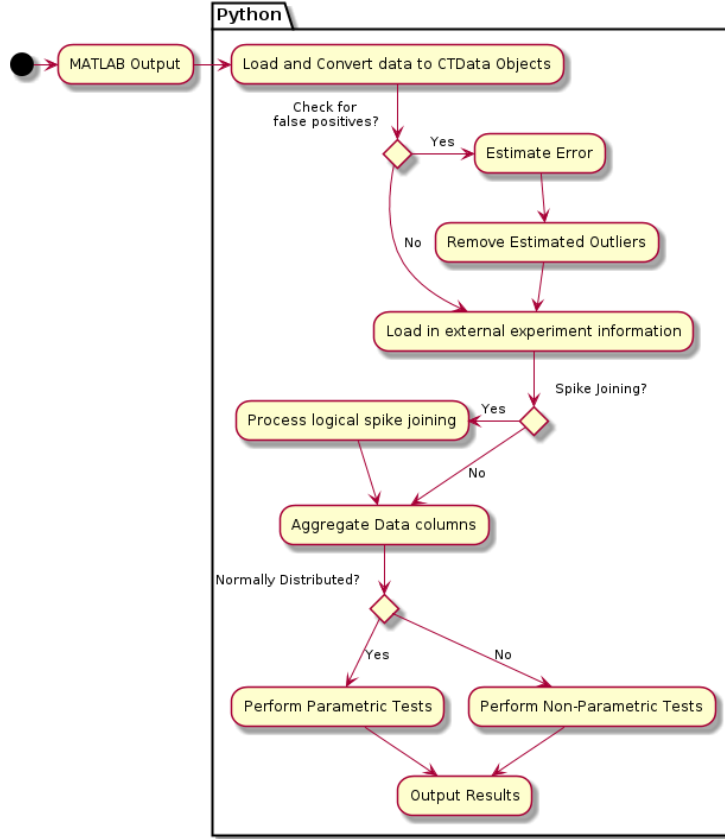 Python
MATLAB Output
Load and Convert data to CTData Objects
Check for
false positives?
Yes
Estimate Error
Remove Estimated Outliers
No
Load in external experiment information
Spike Joining?
Yes
Process logical spike joining
No
Aggregate Data columns
Normally Distributed?
Yes
No
Perform Parametric Tests
Perform Non-Parametric Tests
Output Results